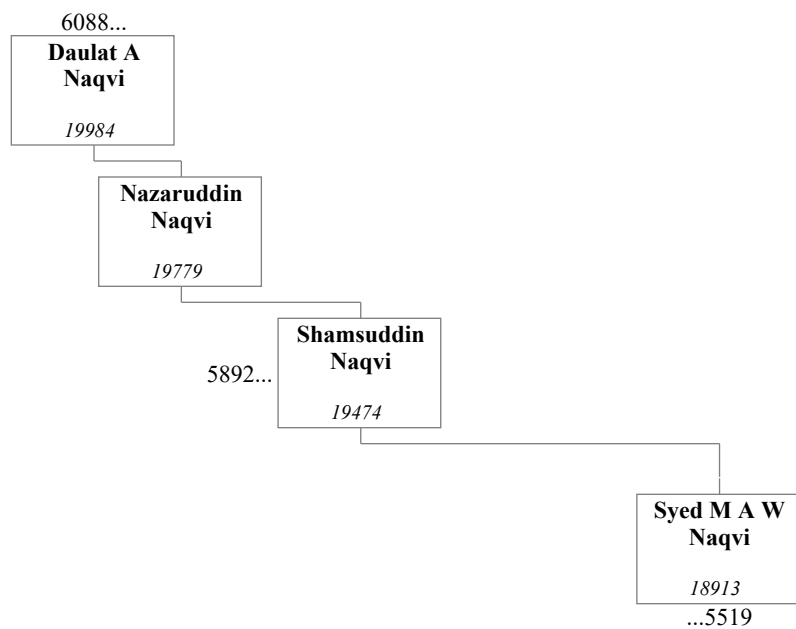 6088...
Daulat A
Naqvi
19984
Nazaruddin
Naqvi
19779
Shamsuddin
Naqvi
5892...
19474
Syed M A W
Naqvi
18913
...5519